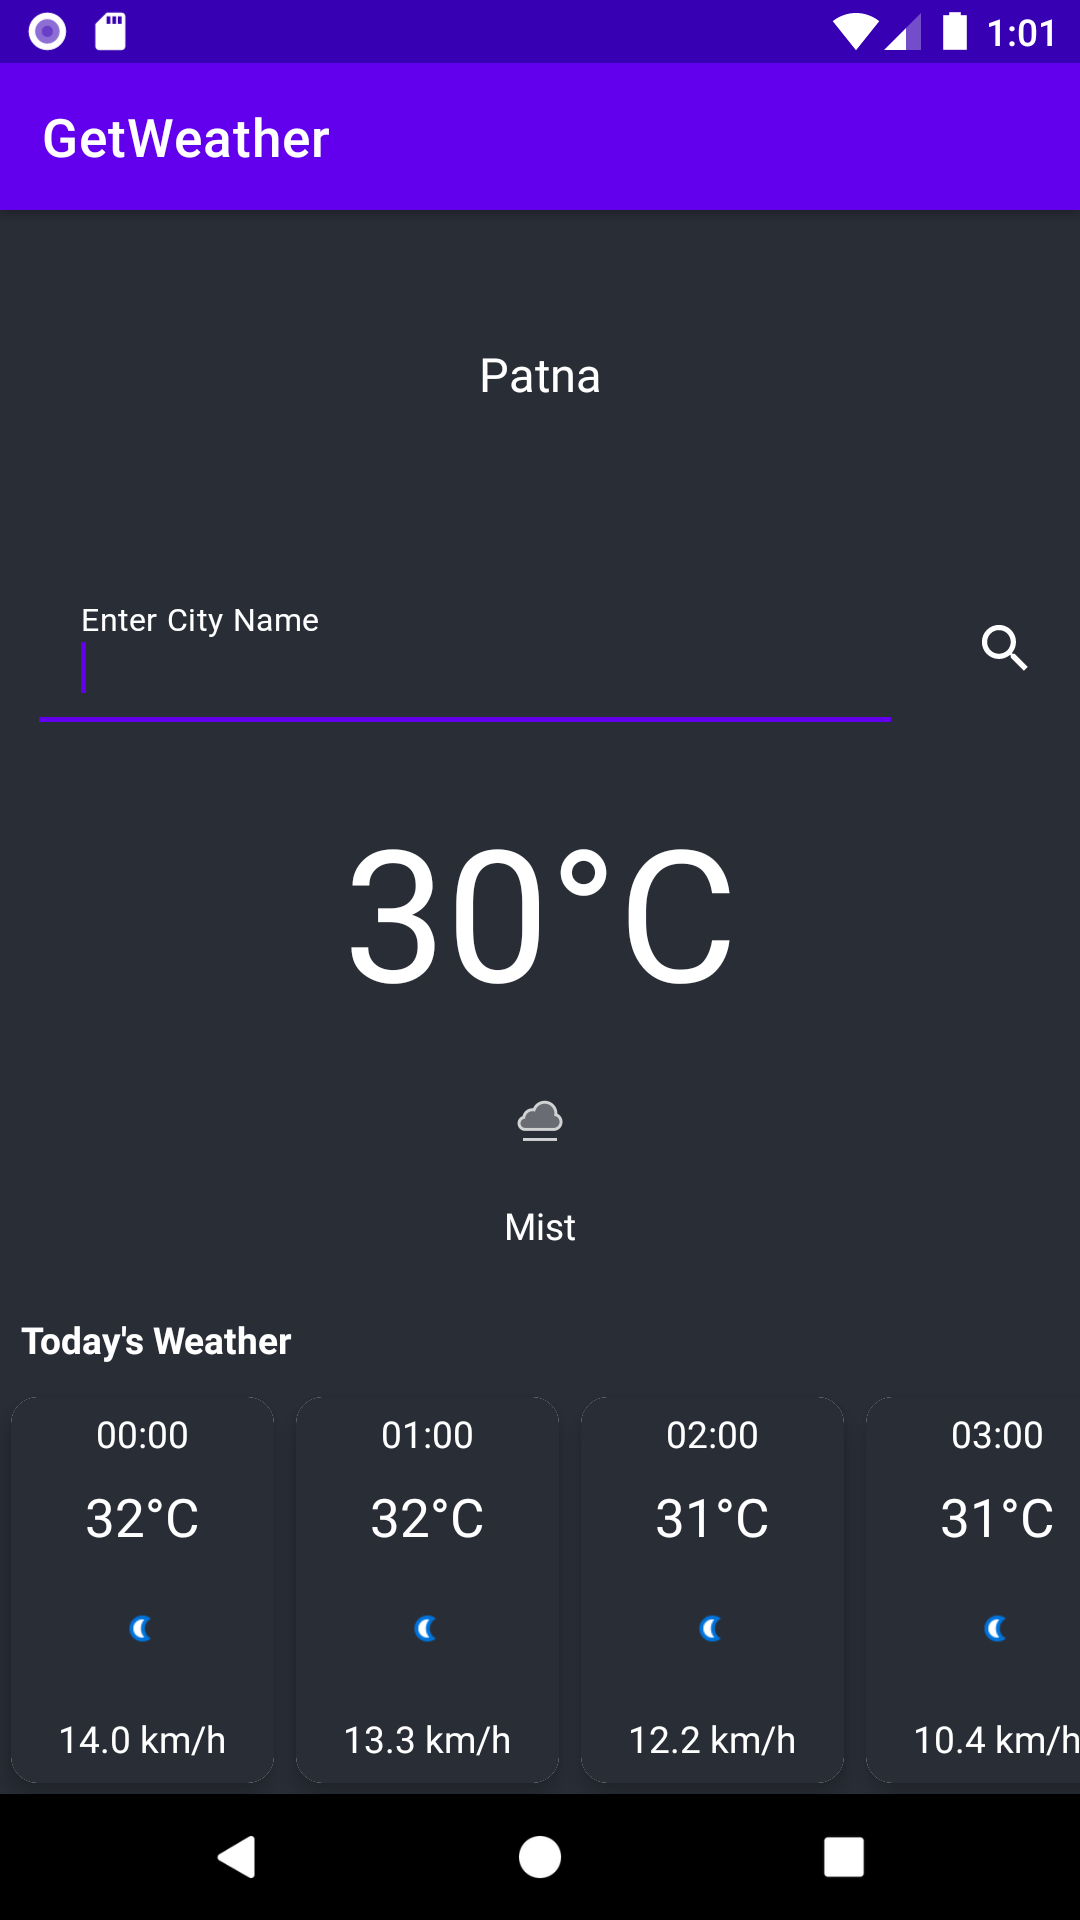 1:01
GetWeather
Patna
Enter City Name
30°C
Mist
Today's Weather
00:00 01:00 02:00 03:00
32°C 32°C 31°C 31°C
14.0 km/h 13.3 km/h 12.2 km/h 10.4 km/h